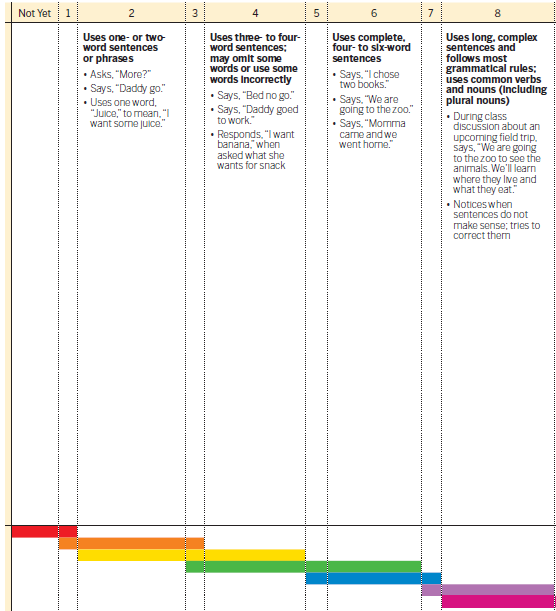 Not Yet 1 2 3 4 5 6 7 8
Uses one- or two-
word sentences
or phrases
• Asks, “More?”
• Says, “Daddy go.”
• Uses one word,
“Juice,” to mean, “I
want some juice.”
Uses three- to four-
word sentences;
may omit some
words or use some
words incorrectly
• Says, “Bed no go.”
• Says, “Daddy goed
to work.”
• Responds, “I want
banana,” when
asked what she
wants for snack
Uses complete,
four- to six-word
sentences
• Says, “I chose
two books.”
• Says, “We are
going to the zoo.”
• Says, “Momma
came and we
went home.”
Uses long, complex
sentences and
follows most
grammatical rules;
uses common verbs
and nouns (including
plural nouns)
• During class
discussion about an
upcoming field trip,
says, “We are going
to the zoo to see the
animals. We’ll learn
where they live and
what they eat.”
• Notices when
sentences do not
make sense; tries to
correct them